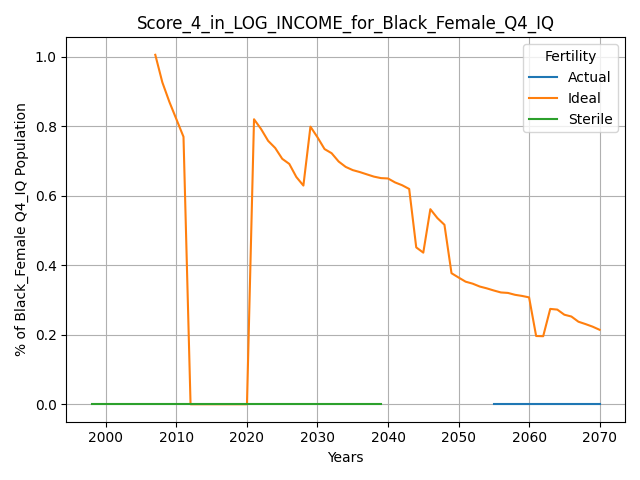 Score_4_in_LOG_INCOME_for_Black_Female_Q4_IQ
% of Black_Female Q4_IQ Population
1.0
0.8
0.6
0.4
0.2
0.0
Fertility
Actual
Ideal
Sterile
2000 2010 2020 2030 2040 2050 2060 2070
Years